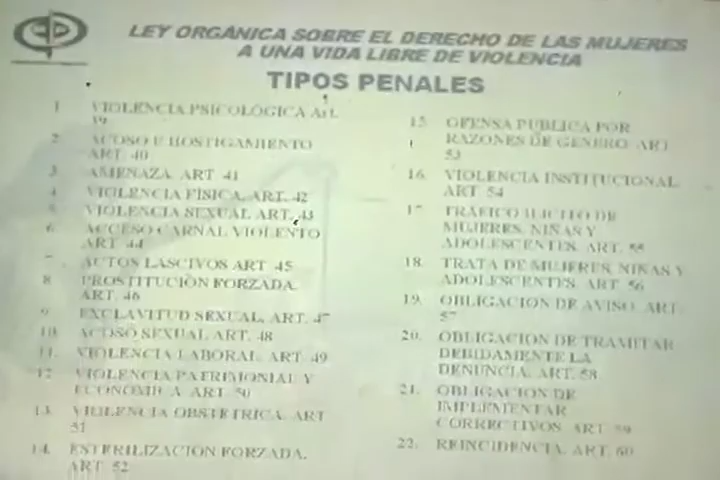 LEY ORGÁNICA SOBRE EL DERECHO DE LAS MUJERES
A UNA VIDA LIBRE DE VIOLENCIA
TIPOS PENALES
1. VIOLENCIA PSICOLÓGICA Art.
39
2. ACOSO U HOSTIGAMIENTO
ART. 40
3. AMENAZA. ART. 41
4. VIOLENCIA FÍSICA. ART. 42
5. VIOLENCIA SEXUAL ART. 43
6. ACCESO CARNAL VIOLENTO
ART. 44
7. ACTOS LASCIVOS ART. 45
8. PROSTITUCIÓN FORZADA.
ART. 46
9. EXCLAVITUD SEXUAL. ART. 47
10. ACOSO SEXUAL. ART. 48
11. VIOLENCIA LABORAL. ART. 49
12. VIOLENCIA PATRIMONIAL Y
ECONÓMICA. ART. 50
13. VIOLENCIA OBSTETRICA. ART.
51
14. ESTERILIZACIÓN FORZADA.
ART. 52
15. OFENSA PUBLICA POR
RAZONES DE GENERO. ART.
53
16. VIOLENCIA INSTITUCIONAL.
ART. 54
17. TRÁFICO ILICITO DE
MUJERES, NIÑAS Y
ADOLESCENTES. ART. 55
18. TRATA DE MUJERES, NIÑAS Y
ADOLESCENTES. ART. 56
19. OBLIGACION DE AVISO. ART.
57
20. OBLIGACION DE TRAMITAR
DEBIDAMENTE LA
DENUNCIA. ART. 58
21. OBLIGACION DE
IMPLEMENTAR
CORRECTIVOS. ART. 59
22. REINCIDENCIA. ART. 60